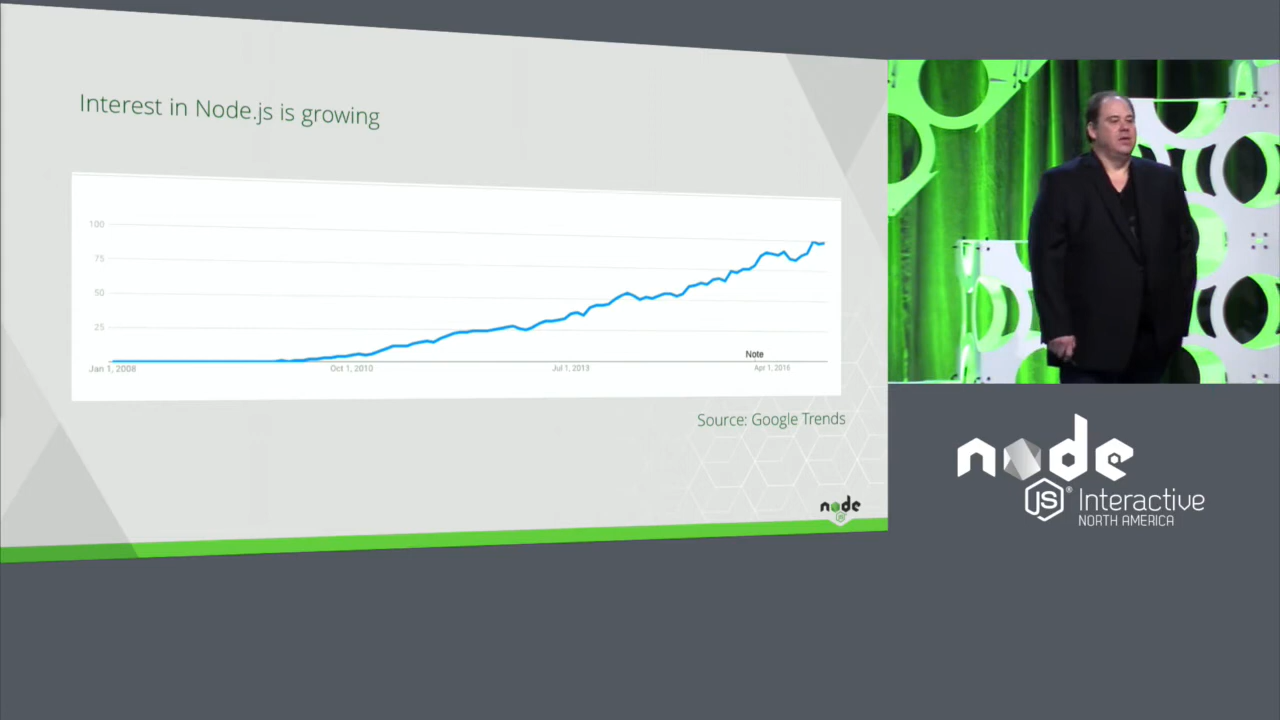 Interest in Node.js is growing
100
75
50
25
Note
Jan 1, 2008
Oct 1, 2010
Jul 1, 2013
Apr 1, 2016
Source: Google Trends
node
JS
node
JS®
Interactive
NORTH AMERICA